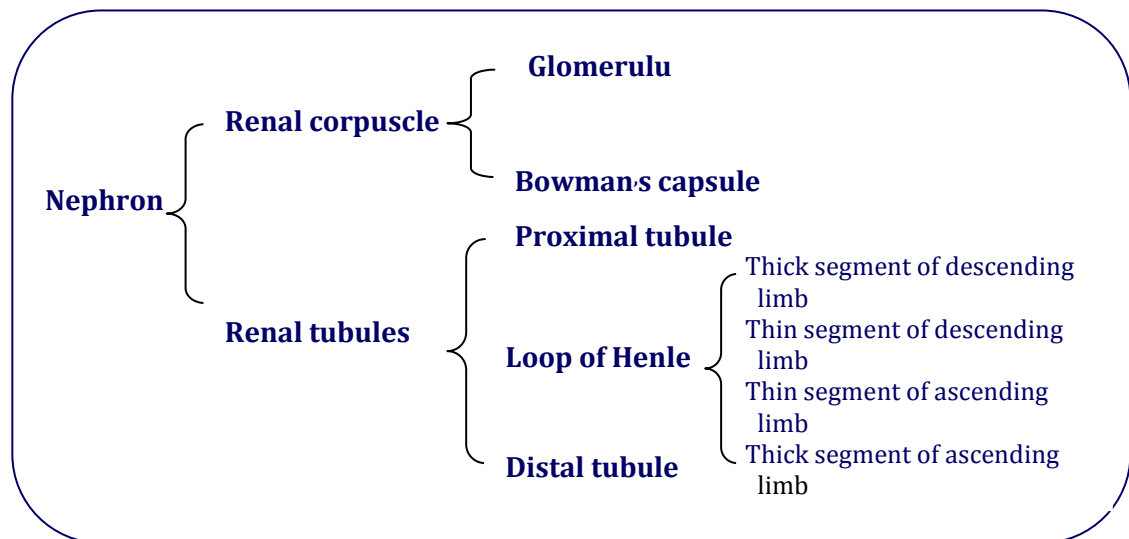 Glomerulu
Renal corpuscle
Bowman,s capsule
Nephron
Proximal tubule
Thick segment of descending
limb
Renal tubules
Thin segment of descending
limb
Loop of Henle
Thin segment of ascending
limb
Distal tubule
Thick segment of ascending
limb